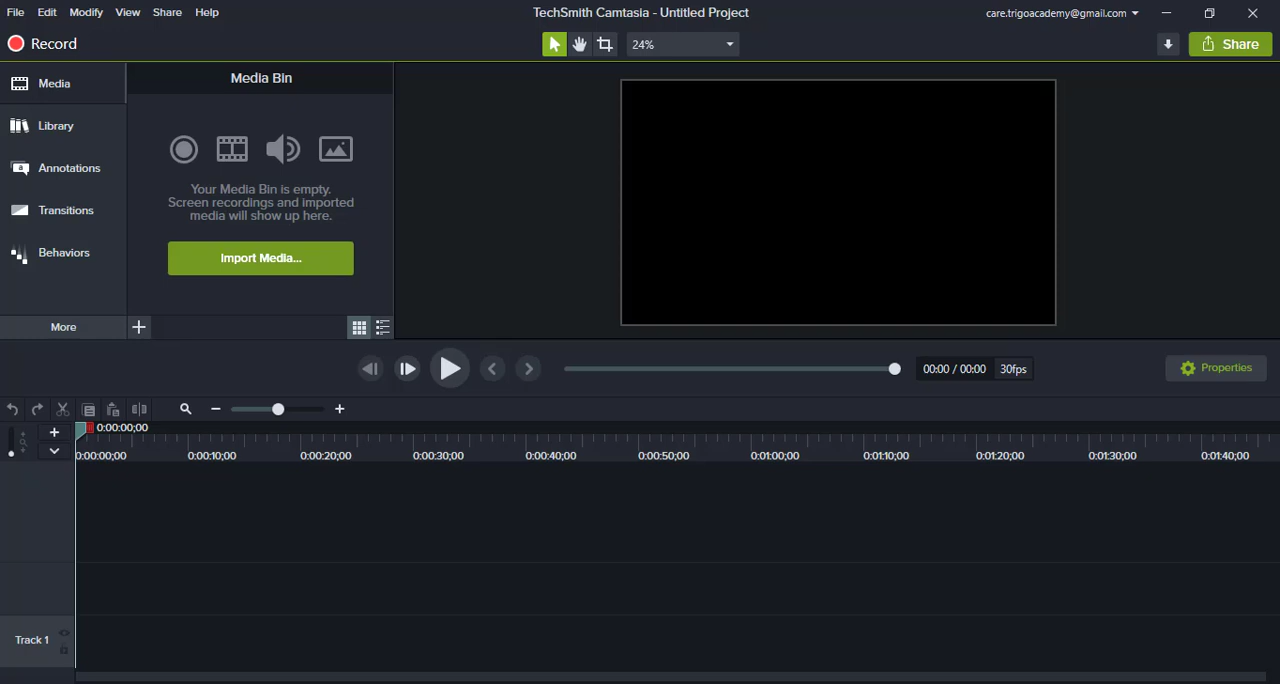 File Edit Modify View Share Help
TechSmith Camtasia - Untitled Project
care.trigoacademy@gmail.com
Record
24%
Share
Media
Library
Annotations
Transitions
Behaviors
More
Media Bin
Your Media Bin is empty.
Screen recordings and imported
media will show up here.
Import Media...
00:00 / 00:00 30fps
Properties
0:00:00;00
0:00:00;00 0:00:10;00 0:00:20;00 0:00:30;00 0:00:40;00 0:00:50;00 0:01:00;00 0:01:10;00 0:01:20;00 0:01:30;00 0:01:40;00
Track 1